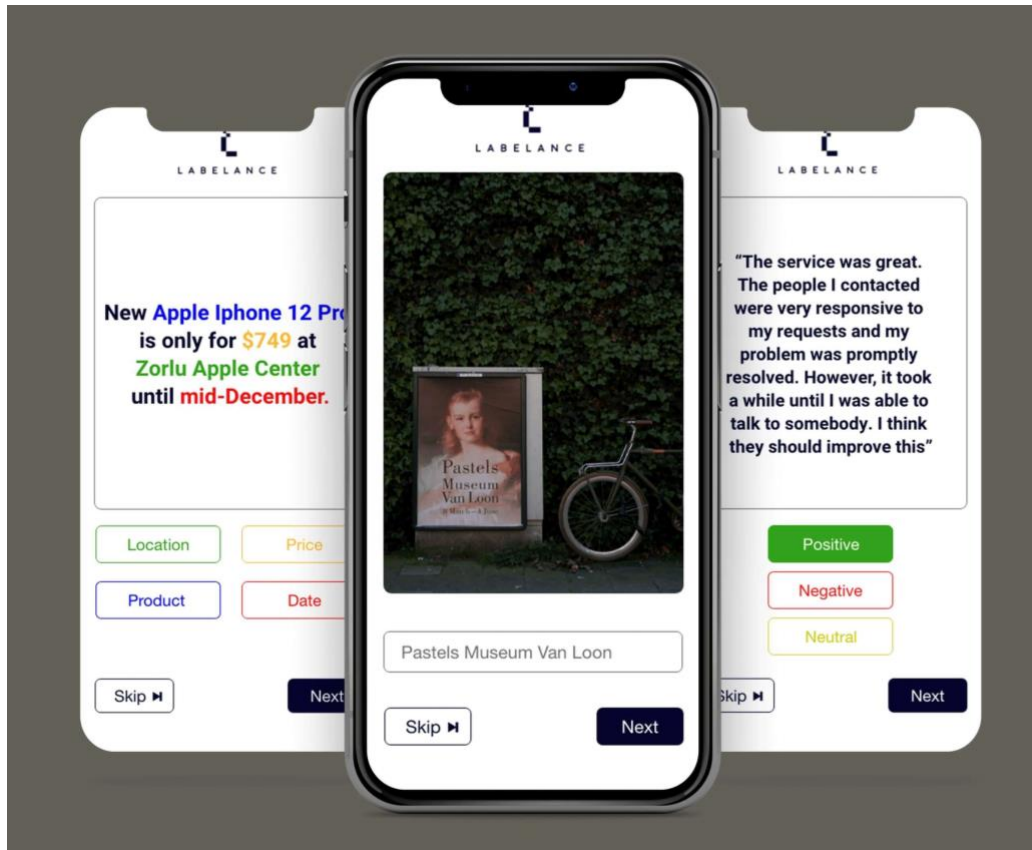 LABELANCE
New Apple Iphone 12 Pro
is only for $749 at
Zorlu Apple Center
until mid-December.
Location
Price
Product
Date
Skip
Next
LABELANCE
Pastels
Museum
Van Loon
Pastels Museum Van Loon
Skip
Next
LABELANCE
“The service was great.
The people I contacted
were very responsive to
my requests and my
problem was promptly
resolved. However, it took
a while until I was able to
talk to somebody. I think
they should improve this”
Positive
Negative
Neutral
Skip
Next